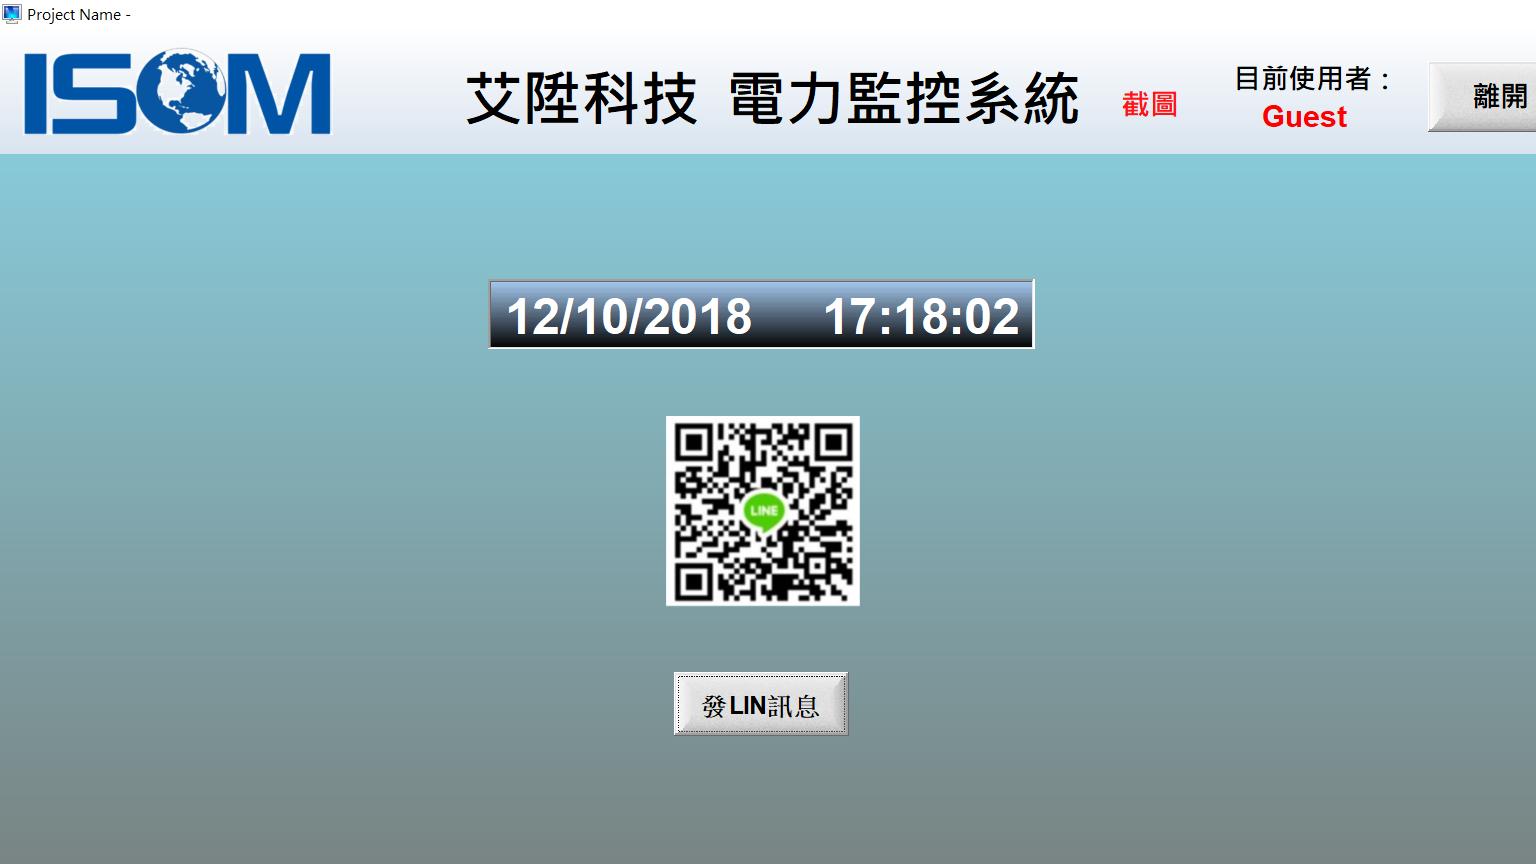 Project Name -
ISOM
艾陞科技 電力監控系統
截圖
目前使用者：
Guest
離開
12/10/2018 17:18:02
LINE
發LIN訊息